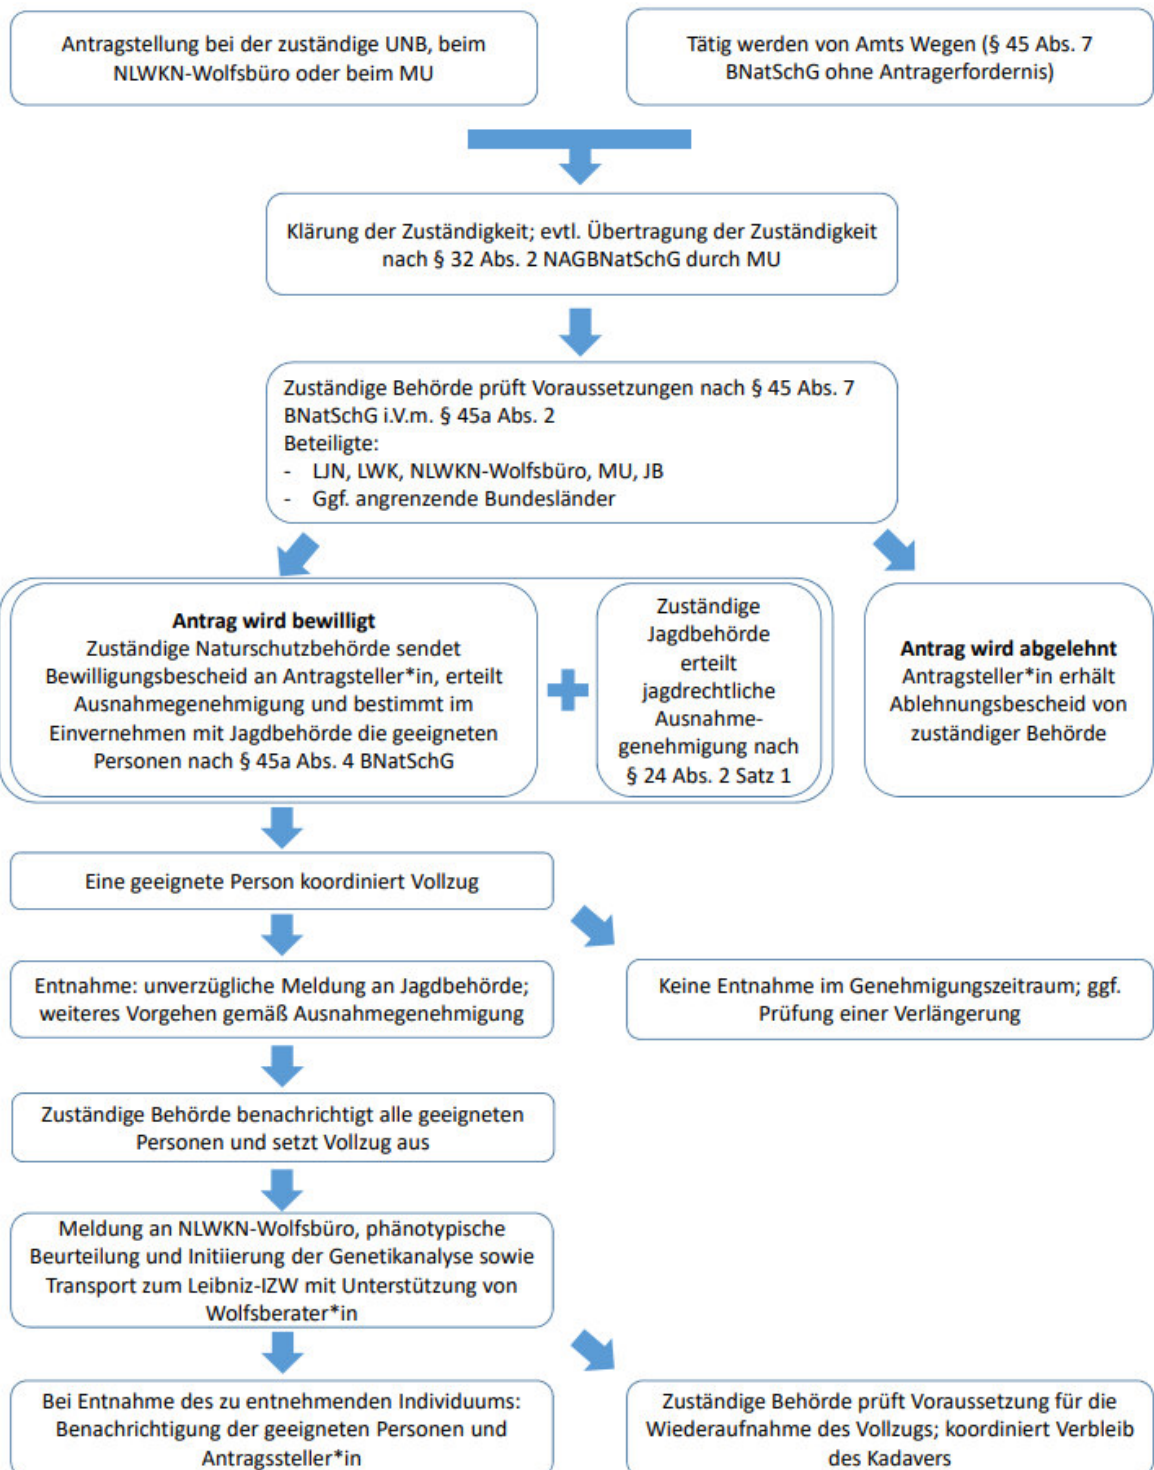 Antragstellung bei der zuständige UNB, beim
NLWKN-Wolfsbüro oder beim MU
Tätig werden von Amts Wegen (§ 45 Abs. 7
BNatSchG ohne Antragerfordernis)
Klärung der Zuständigkeit; evtl. Übertragung der Zuständigkeit
nach § 32 Abs. 2 NAGBNatSchG durch MU
Zuständige Behörde prüft Voraussetzungen nach § 45 Abs. 7
BNatSchG i.V.m. § 45a Abs. 2
Beteiligte:
- LJN, LWK, NLWKN-Wolfsbüro, MU, JB
- Ggf. angrenzende Bundesländer
Antrag wird bewilligt
Zuständige Naturschutzbehörde sendet
Bewilligungsbescheid an Antragsteller*in, erteilt
Ausnahmegenehmigung und bestimmt im
Einvernehmen mit Jagdbehörde die geeigneten
Personen nach § 45a Abs. 4 BNatSchG
Zuständige
Jagdbehörde
erteilt
jagdrechtliche
Ausnahme-
genehmigung nach
§ 24 Abs. 2 Satz 1
Antrag wird abgelehnt
Antragsteller*in erhält
Ablehnungsbescheid von
zuständiger Behörde
Eine geeignete Person koordiniert Vollzug
Entnahme: unverzügliche Meldung an Jagdbehörde;
weiteres Vorgehen gemäß Ausnahmegenehmigung
Keine Entnahme im Genehmigungszeitraum; ggf.
Prüfung einer Verlängerung
Zuständige Behörde benachrichtigt alle geeigneten
Personen und setzt Vollzug aus
Meldung an NLWKN-Wolfsbüro, phänotypische
Beurteilung und Initiierung der Genetikanalyse sowie
Transport zum Leibniz-IZW mit Unterstützung von
Wolfsberater*in
Bei Entnahme des zu entnehmenden Individuums:
Benachrichtigung der geeigneten Personen und
Antragssteller*in
Zuständige Behörde prüft Voraussetzung für die
Wiederaufnahme des Vollzugs; koordiniert Verbleib
des Kadavers